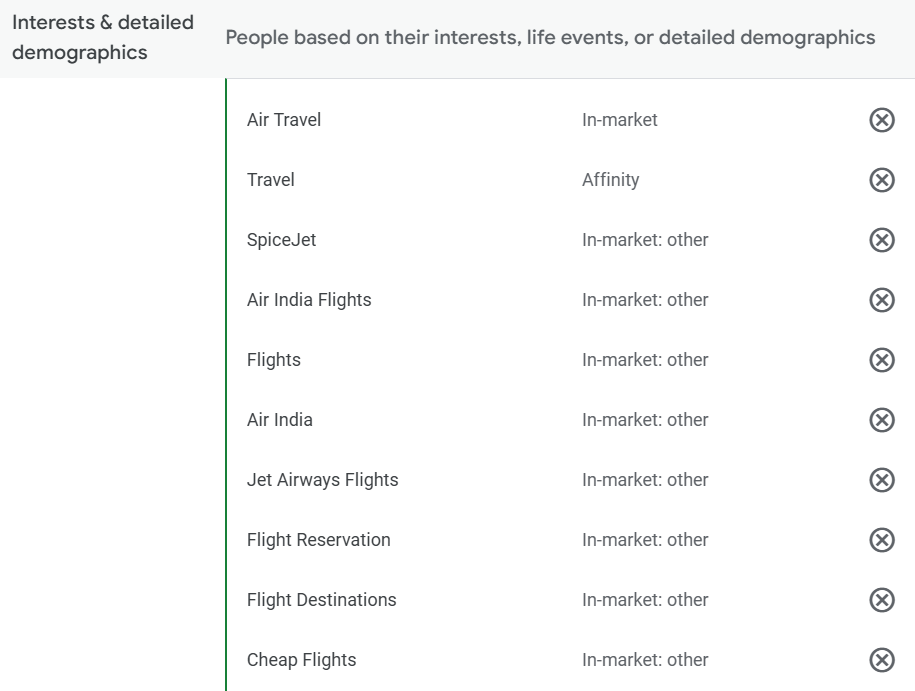 Interests & detailed
demographics
People based on their interests, life events, or detailed demographics
Air Travel In-market
Travel Affinity
SpiceJet In-market: other
Air India Flights In-market: other
Flights In-market: other
Air India In-market: other
Jet Airways Flights In-market: other
Flight Reservation In-market: other
Flight Destinations In-market: other
Cheap Flights In-market: other